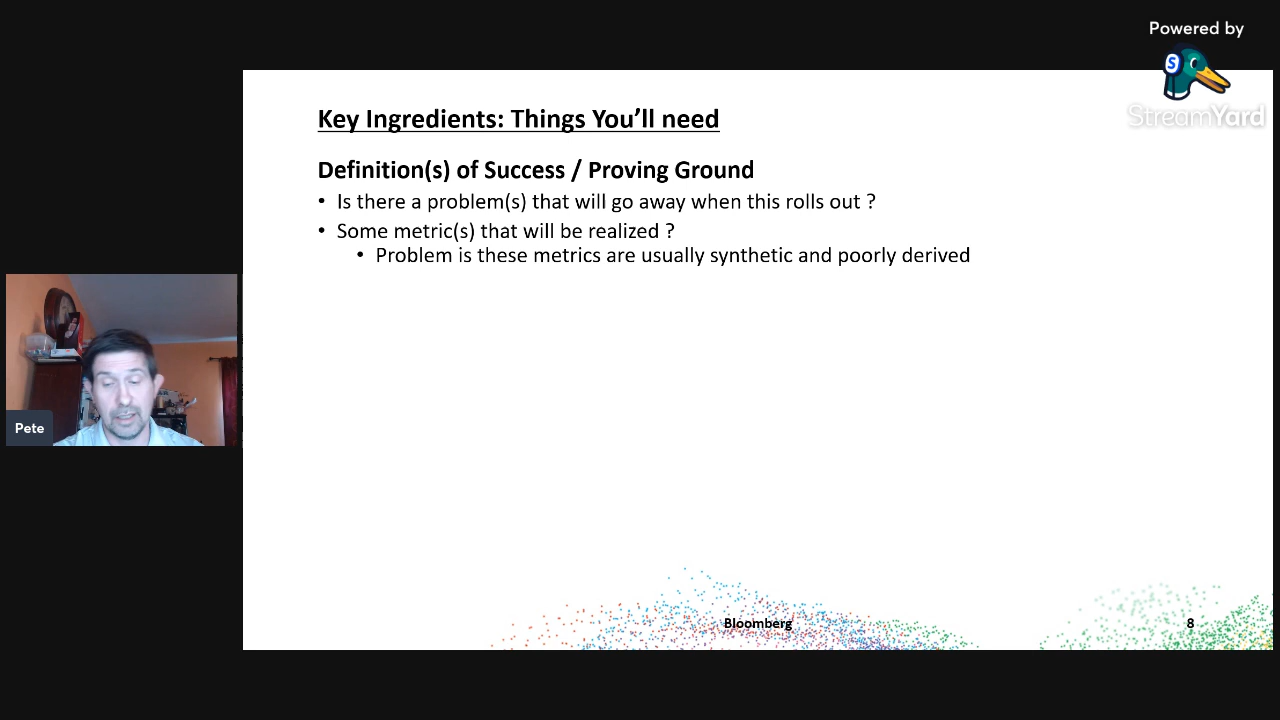 Powered by
S
StreamYard
Key Ingredients: Things You’ll need
Definition(s) of Success / Proving Ground
• Is there a problem(s) that will go away when this rolls out ?
• Some metric(s) that will be realized ?
• Problem is these metrics are usually synthetic and poorly derived
Pete
Bloomberg
8